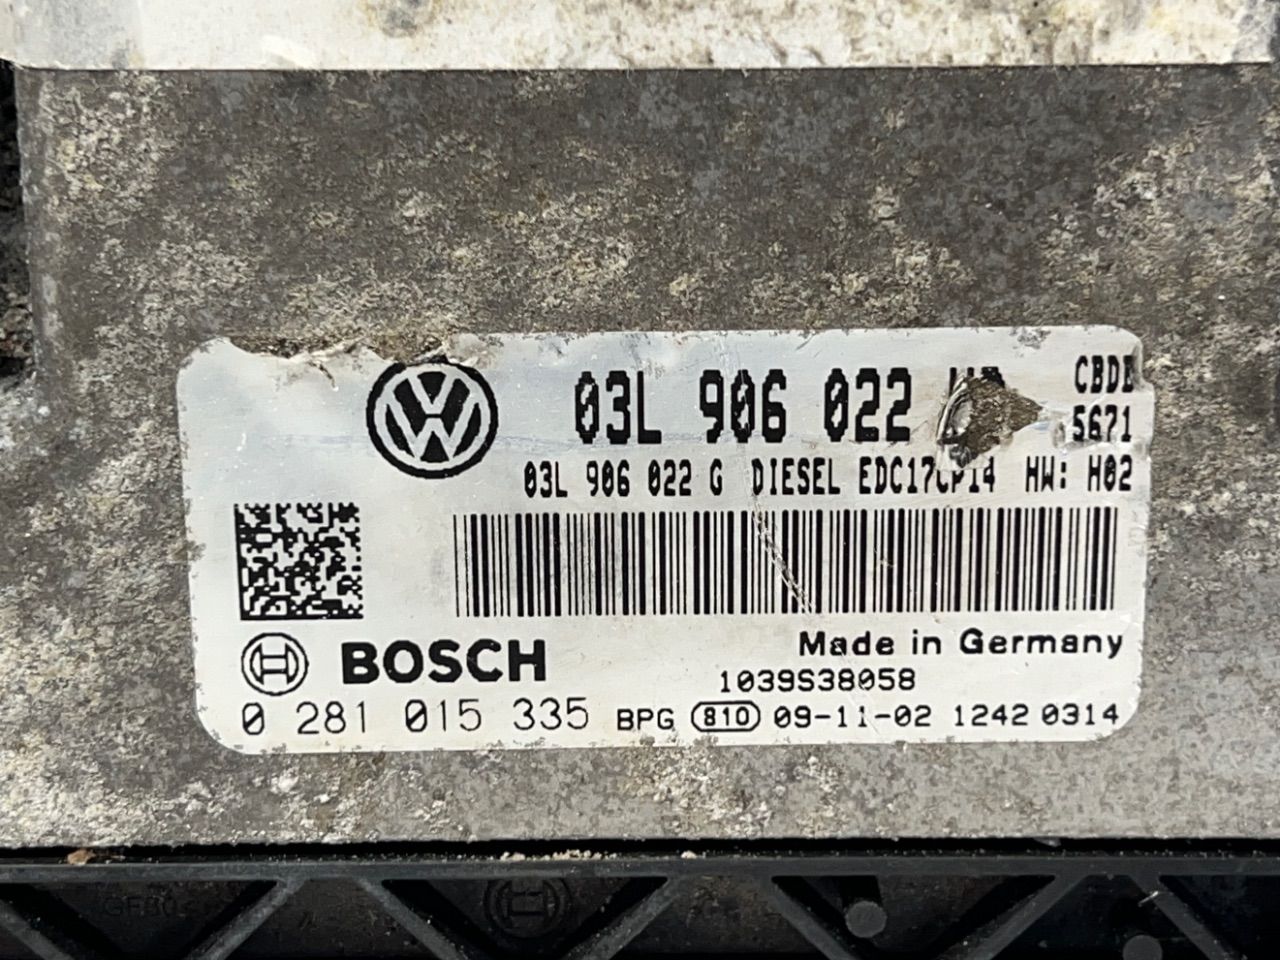 03L 906 022
CBDB
5671
03L 906 022 G DIESEL EDC17CP14 HW: H02
BOSCH
Made in Germany
1039S38058
0 281 015 335 BPG 810 09-11-02 1242 0314